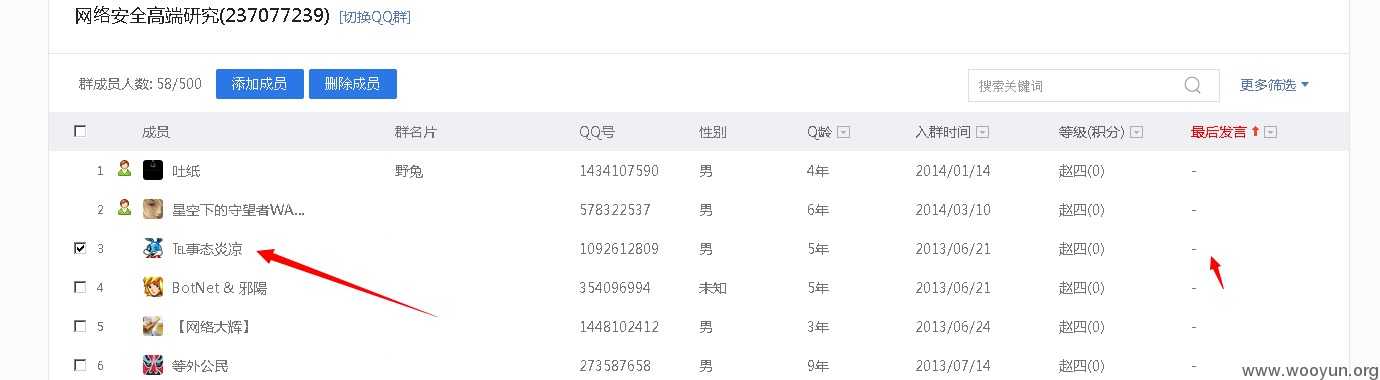 网络安全高端研究(237077239) [切换QQ群]
群成员人数: 58/500 添加成员 删除成员 搜索关键词 更多筛选
成员 群名片 QQ号 性别 Q龄 入群时间 等级(积分) 最后发言
1 吐纸 野兔 1434107590 男 4年 2014/01/14 赵四(0) -
2 星空下的守望者WA... 578322537 男 6年 2014/03/10 赵四(0) -
3 ℡事态炎凉 1092612809 男 5年 2013/06/21 赵四(0) -
4 BotNet & 邪陽 354096994 未知 5年 2013/06/21 赵四(0) -
5 【网络大辉】 1448102412 男 3年 2013/06/24 赵四(0) -
6 等外公民 273587658 男 9年 2013/07/14 赵四(0) -
www.wooyun.org